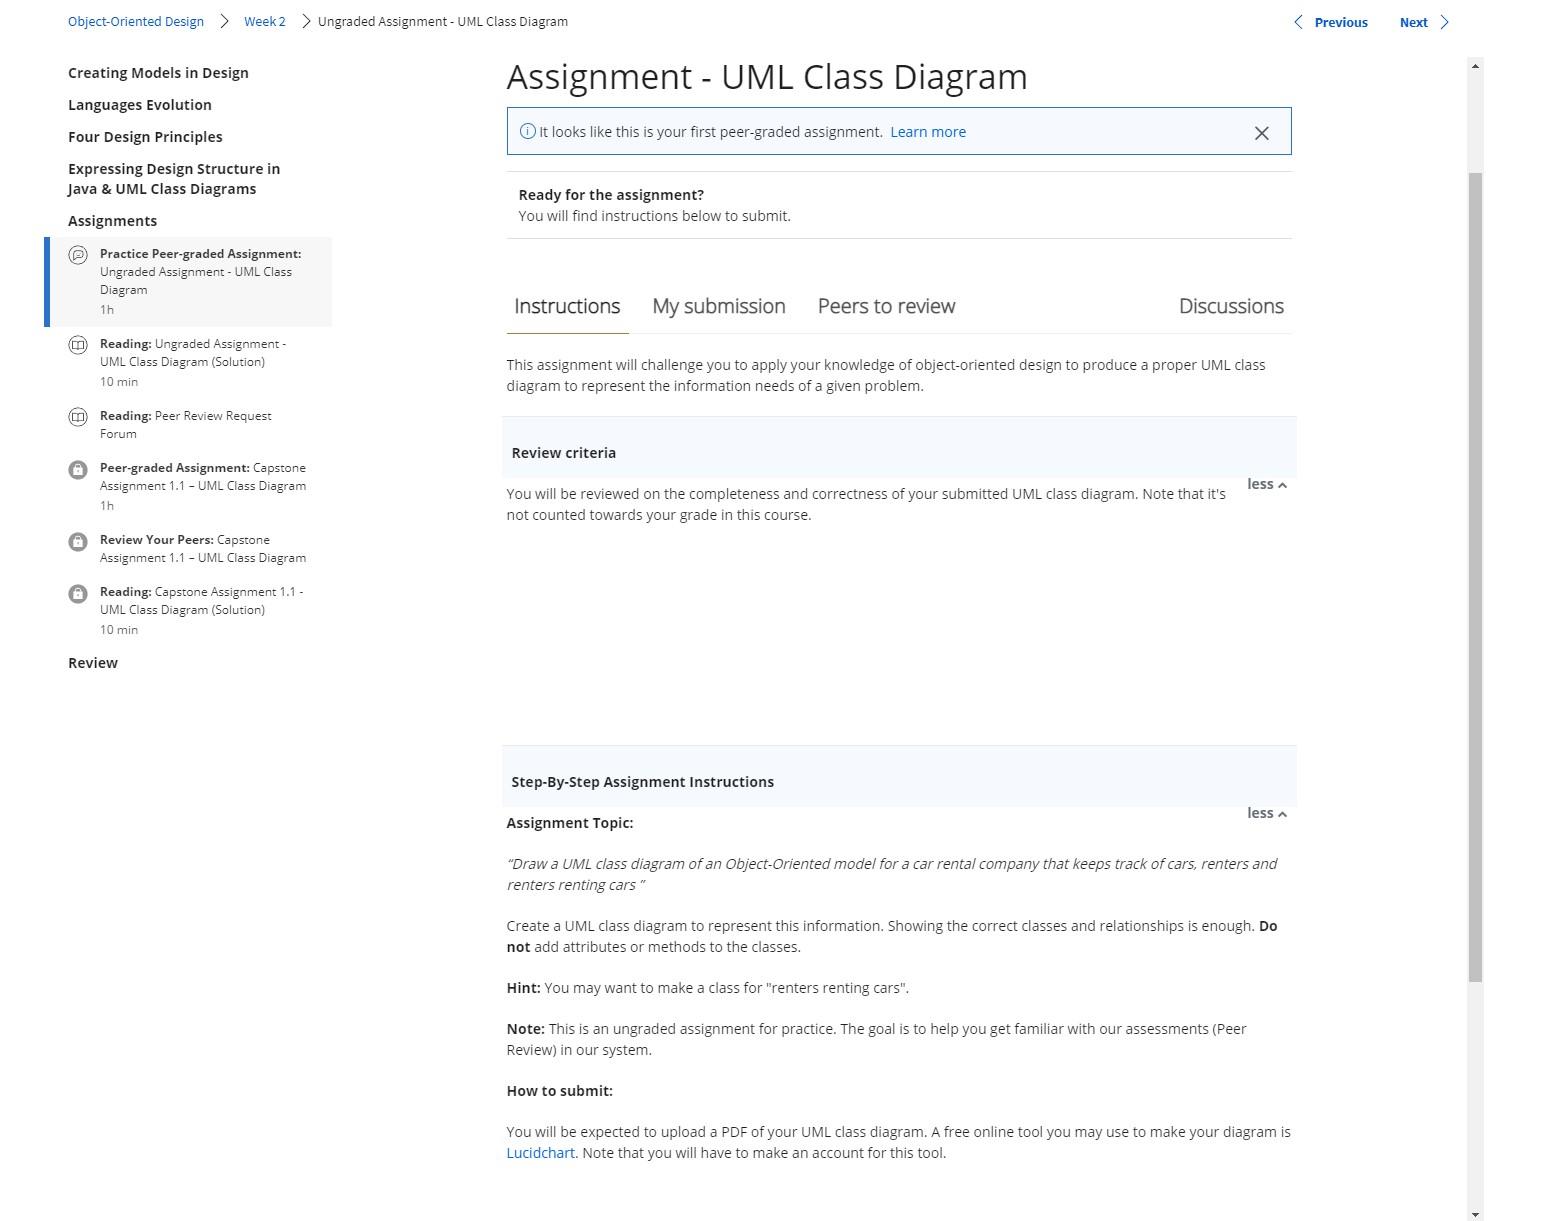 Object-Oriented Design > Week 2 > Ungraded Assignment - UML Class Diagram
Previous
Next
Creating Models in Design
Languages Evolution
Four Design Principles
Expressing Design Structure in
Java & UML Class Diagrams
Assignments
Practice Peer-graded Assignment:
Ungraded Assignment - UML Class
Diagram
1h
Reading: Ungraded Assignment -
UML Class Diagram (Solution)
10 min
Reading: Peer Review Request
Forum
Peer-graded Assignment: Capstone
Assignment 1.1 – UML Class Diagram
1h
Review Your Peers: Capstone
Assignment 1.1 – UML Class Diagram
Reading: Capstone Assignment 1.1 -
UML Class Diagram (Solution)
10 min
Review
Assignment - UML Class Diagram
It looks like this is your first peer-graded assignment. Learn more
Ready for the assignment?
You will find instructions below to submit.
Instructions
My submission
Peers to review
Discussions
This assignment will challenge you to apply your knowledge of object-oriented design to produce a proper UML class
diagram to represent the information needs of a given problem.
Review criteria
less
You will be reviewed on the completeness and correctness of your submitted UML class diagram. Note that it's
not counted towards your grade in this course.
Step-By-Step Assignment Instructions
less
Assignment Topic:
“Draw a UML class diagram of an Object-Oriented model for a car rental company that keeps track of cars, renters and
renters renting cars ”
Create a UML class diagram to represent this information. Showing the correct classes and relationships is enough. Do
not add attributes or methods to the classes.
Hint: You may want to make a class for "renters renting cars".
Note: This is an ungraded assignment for practice. The goal is to help you get familiar with our assessments (Peer
Review) in our system.
How to submit:
You will be expected to upload a PDF of your UML class diagram. A free online tool you may use to make your diagram is
Lucidchart. Note that you will have to make an account for this tool.